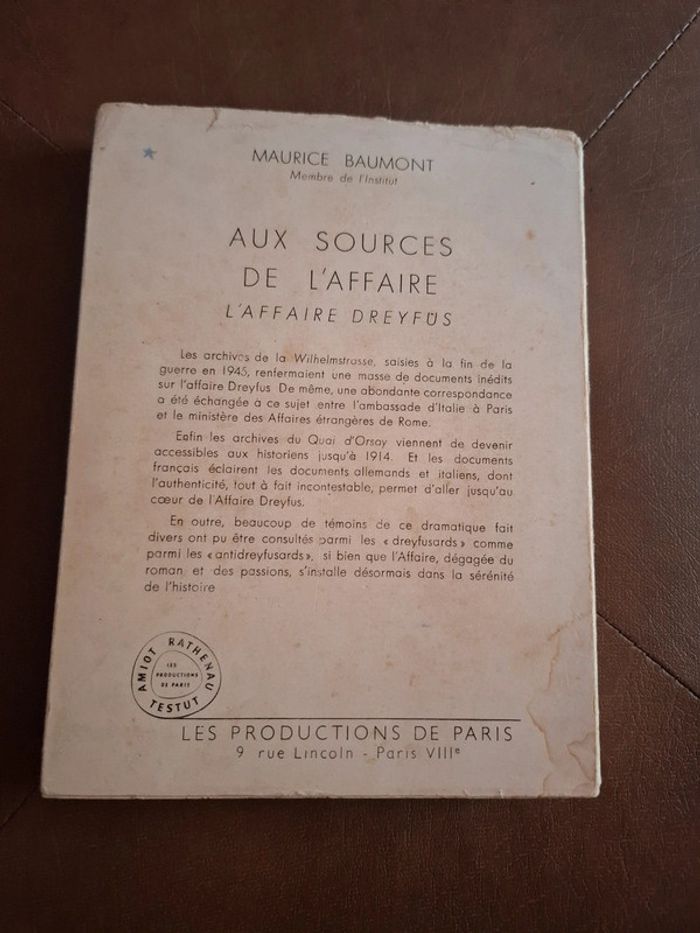 MAURICE BAUMONT
Membre de l'Institut
AUX SOURCES
DE L'AFFAIRE
L'AFFAIRE DREYFUS
Les archives de la Wilhelmstrasse, saisies à la fin de la
guerre en 1945, renfermaient une masse de documents inédits
sur l'affaire Dreyfus. De même, une abondante correspondance
a été échangée à ce sujet entre l'ambassade d'Italie à Paris
et le ministère des Affaires étrangères de Rome.
Enfin les archives du Quai d'Orsay viennent de devenir
accessibles aux historiens jusqu'à 1914. Et les documents
français éclairent les documents allemands et italiens, dont
l'authenticité, tout à fait incontestable, permet d'aller jusqu'au
cœur de l'Affaire Dreyfus.
En outre, beaucoup de témoins de ce dramatique fait
divers ont pu être consultés parmi les « dreyfusards » comme
parmi les « antidreyfusards », si bien que l'Affaire, dégagée du
roman et des passions, s'installe désormais dans la sérénité
de l'histoire
AMIOT RATHENAU
TESTUT
LES
PRODUCTIONS
DE PARIS
LES PRODUCTIONS DE PARIS
9 rue Lincoln - Paris VIIIe